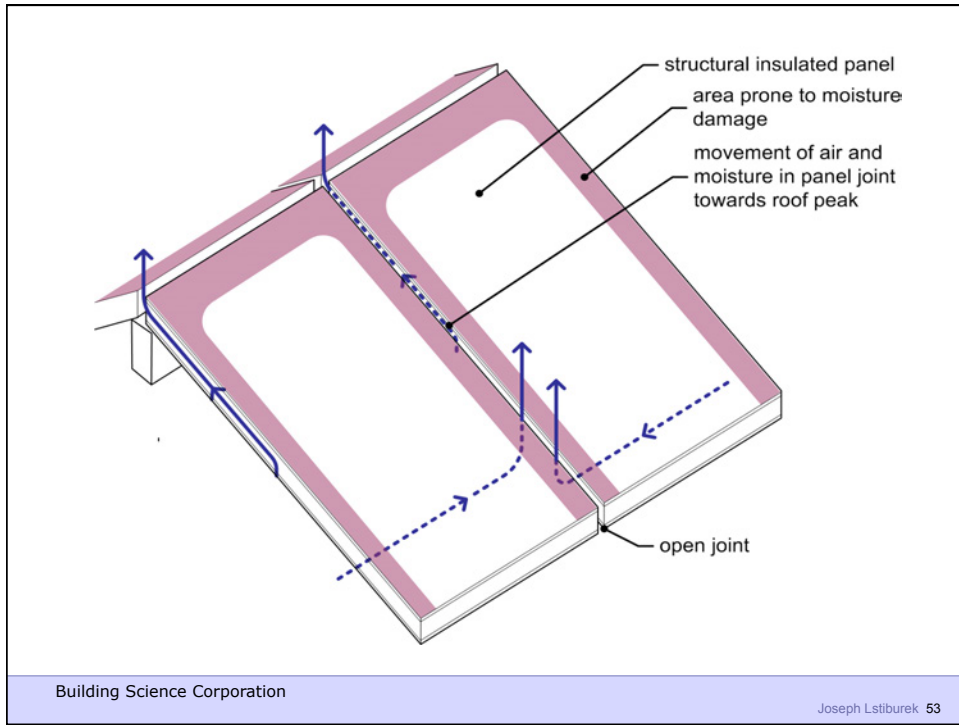 structural insulated panel
area prone to moisture
damage
movement of air and
moisture in panel joint
towards roof peak
open joint
Building Science Corporation
Joseph Lstiburek 53